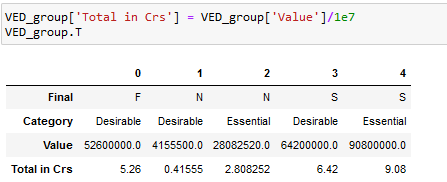 VED_group['Total in Crs'] = VED_group['Value']/1e7
VED_group.T
0 1 2 3 4
Final F N N S S
Category Desirable Desirable Essential Desirable Essential
Value 52600000.0 4155500.0 28082520.0 64200000.0 90800000.0
Total in Crs 5.26 0.41555 2.808252 6.42 9.08